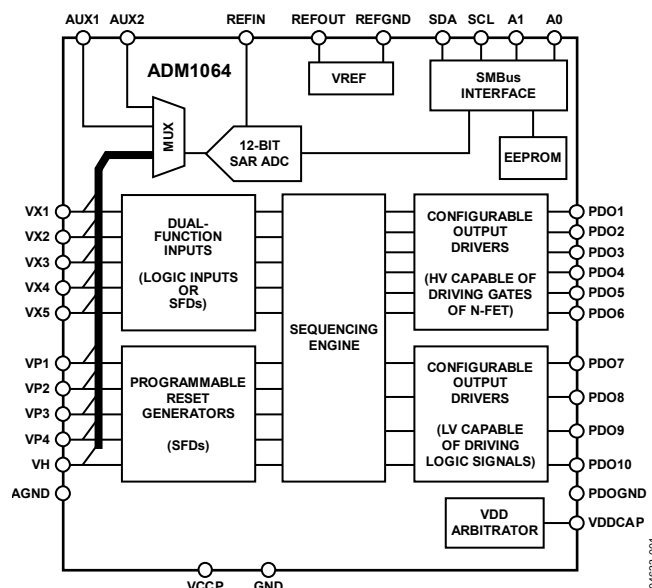 AUX1 AUX2 REFIN REFOUT REFGND SDA SCL A1 A0
ADM1064
VREF
SMBus
INTERFACE
MUX
12-BIT
SAR ADC
EEPROM
VX1
VX2
VX3
VX4
VX5
DUAL-
FUNCTION
INPUTS
(LOGIC INPUTS
OR
SFDs)
VP1
VP2
VP3
VP4
VH
AGND
PROGRAMMABLE
RESET
GENERATORS
(SFDs)
SEQUENCING
ENGINE
CONFIGURABLE
OUTPUT
DRIVERS
(HV CAPABLE OF
DRIVING GATES
OF N-FET)
PDO1
PDO2
PDO3
PDO4
PDO5
PDO6
CONFIGURABLE
OUTPUT
DRIVERS
(LV CAPABLE
OF DRIVING
LOGIC SIGNALS)
PDO7
PDO8
PDO9
PDO10
PDOGND
VDD
ARBITRATOR
VDDCAP
VCCP GND